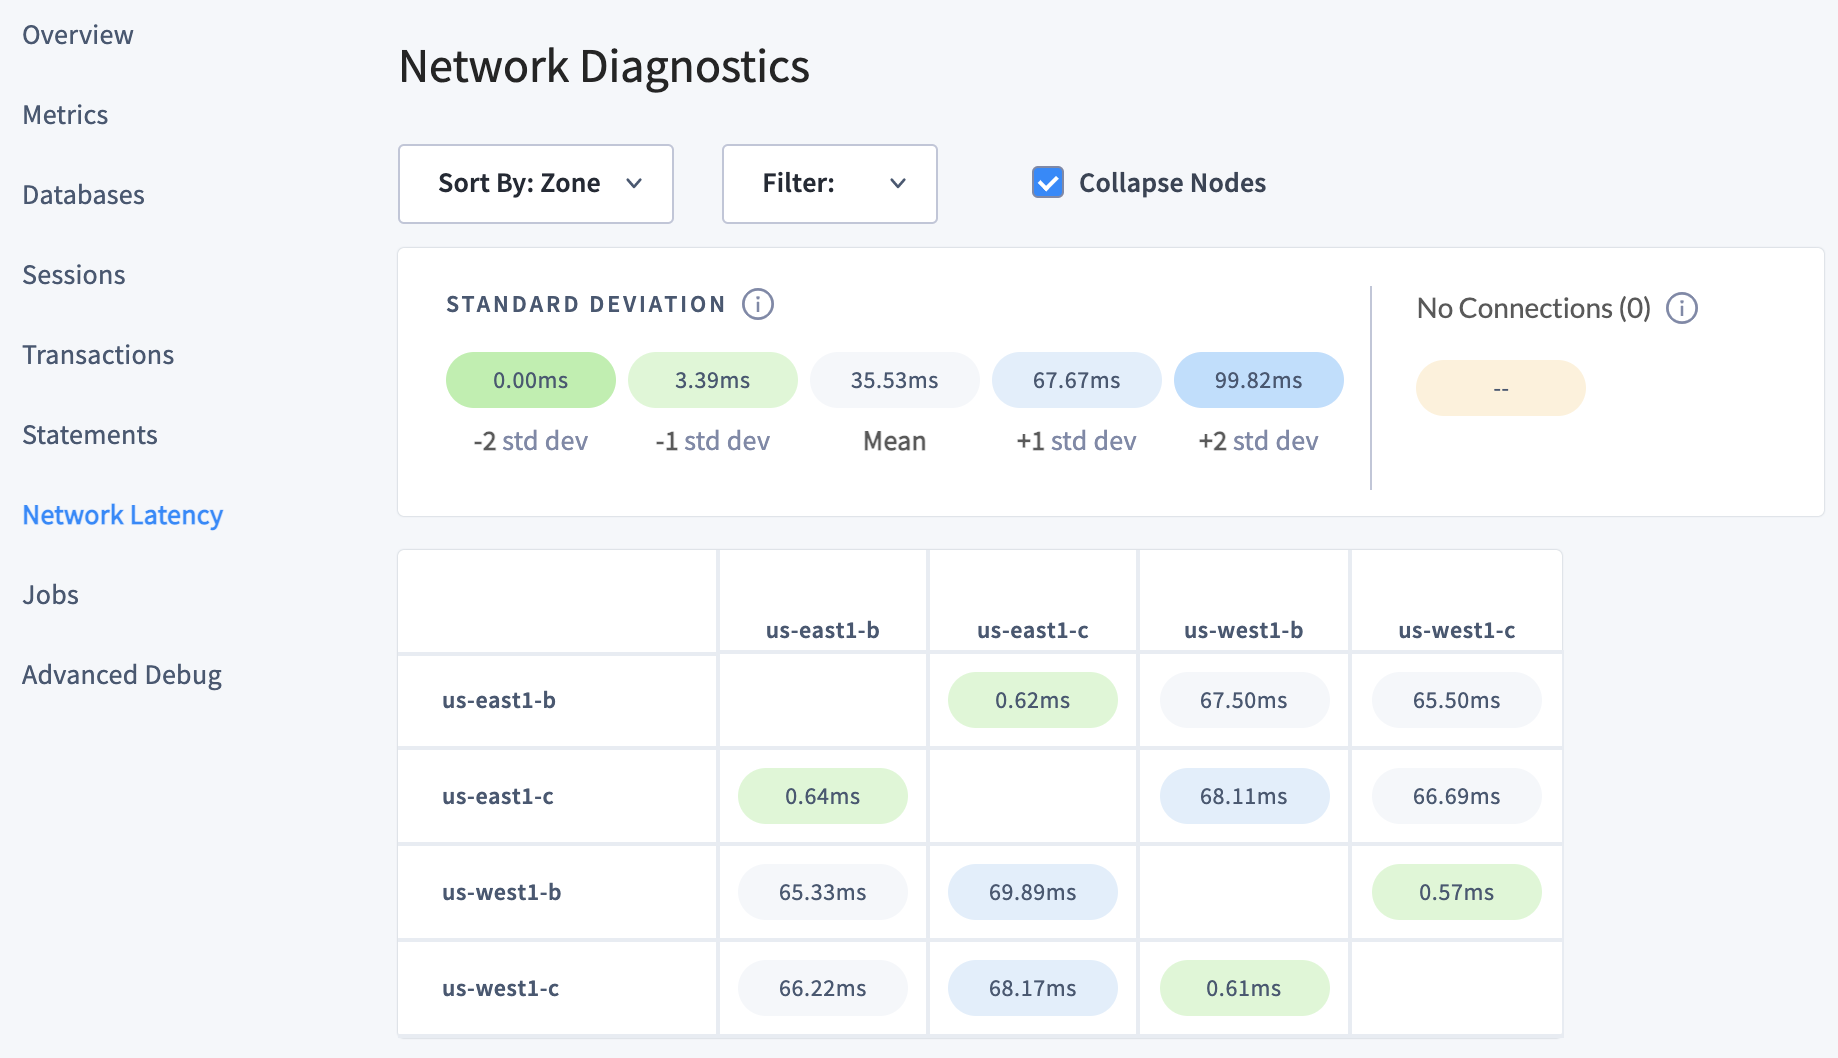 Overview
Metrics
Databases
Sessions
Transactions
Statements
Network Latency
Jobs
Advanced Debug
Network Diagnostics
Sort By: Zone
Filter:
Collapse Nodes
STANDARD DEVIATION
0.00ms 3.39ms 35.53ms 67.67ms 99.82ms
-2 std dev -1 std dev Mean +1 std dev +2 std dev
No Connections (0)
--
us-east1-b us-east1-c us-west1-b us-west1-c
us-east1-b 0.62ms 67.50ms 65.50ms
us-east1-c 0.64ms 68.11ms 66.69ms
us-west1-b 65.33ms 69.89ms 0.57ms
us-west1-c 66.22ms 68.17ms 0.61ms